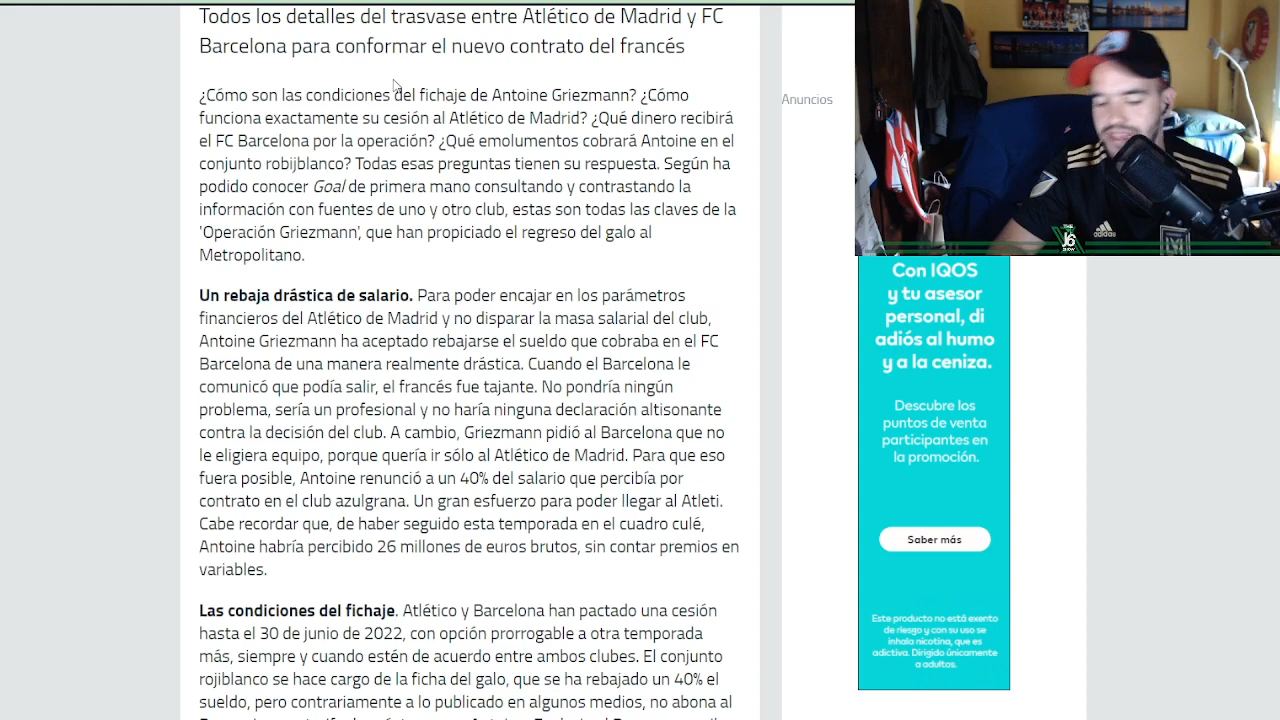 Todos los detalles del trasvase entre Atlético de Madrid y FC
Barcelona para conformar el nuevo contrato del francés
¿Cómo son las condiciones del fichaje de Antoine Griezmann? ¿Cómo
funciona exactamente su cesión al Atlético de Madrid? ¿Qué dinero recibirá
el FC Barcelona por la operación? ¿Qué emolumentos cobrará Antoine en el
conjunto robijblanco? Todas esas preguntas tienen su respuesta. Según ha
podido conocer Goal de primera mano consultando y contrastando la
información con fuentes de uno y otro club, estas son todas las claves de la
'Operación Griezmann', que han propiciado el regreso del galo al
Metropolitano.
Un rebaja drástica de salario. Para poder encajar en los parámetros
financieros del Atlético de Madrid y no disparar la masa salarial del club,
Antoine Griezmann ha aceptado rebajarse el sueldo que cobraba en el FC
Barcelona de una manera realmente drástica. Cuando el Barcelona le
comunicó que podía salir, el francés fue tajante. No pondría ningún
problema, sería un profesional y no haría ninguna declaración altisonante
contra la decisión del club. A cambio, Griezmann pidió al Barcelona que no
le eligiera equipo, porque quería ir sólo al Atlético de Madrid. Para que eso
fuera posible, Antoine renunció a un 40% del salario que percibía por
contrato en el club azulgrana. Un gran esfuerzo para poder llegar al Atleti.
Cabe recordar que, de haber seguido esta temporada en el cuadro culé,
Antoine habría percibido 26 millones de euros brutos, sin contar premios en
variables.
Las condiciones del fichaje. Atlético y Barcelona han pactado una cesión
hasta el 30 de junio de 2022, con opción prorrogable a otra temporada
más, siempre y cuando estén de acuerdo entre ambos clubes. El conjunto
rojiblanco se hace cargo de la ficha del galo, que se ha rebajado un 40% el
sueldo, pero contrariamente a lo publicado en algunos medios, no abona al
Anuncios
adidas
J6
Con IQOS
y tu asesor
personal, di
adiós al humo
y a la ceniza.
Descubre los
puntos de venta
participantes en
la promoción.
Saber más
Este producto no está exento
de riesgo y con su uso se
inhala nicotina, que es
adictiva. Dirigido únicamente
a adultos.